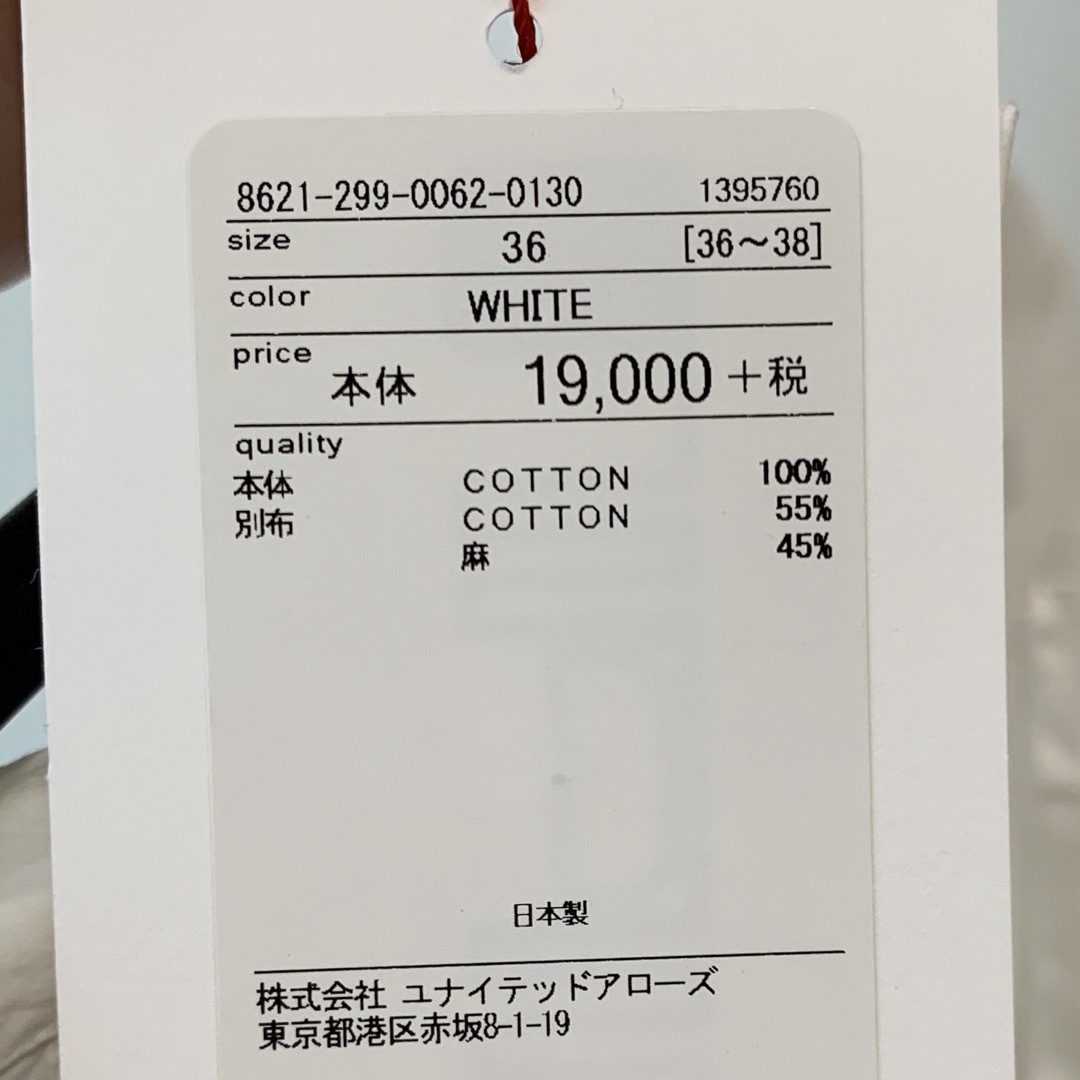 8621-299-0062-0130 1395760
size 36 [36〜38]
color WHITE
price 本体 19,000+税
quality
本体 COTTON 100%
別布 COTTON 55%
麻 45%
日本製
株式会社 ユナイテッドアローズ
東京都港区赤坂8-1-19